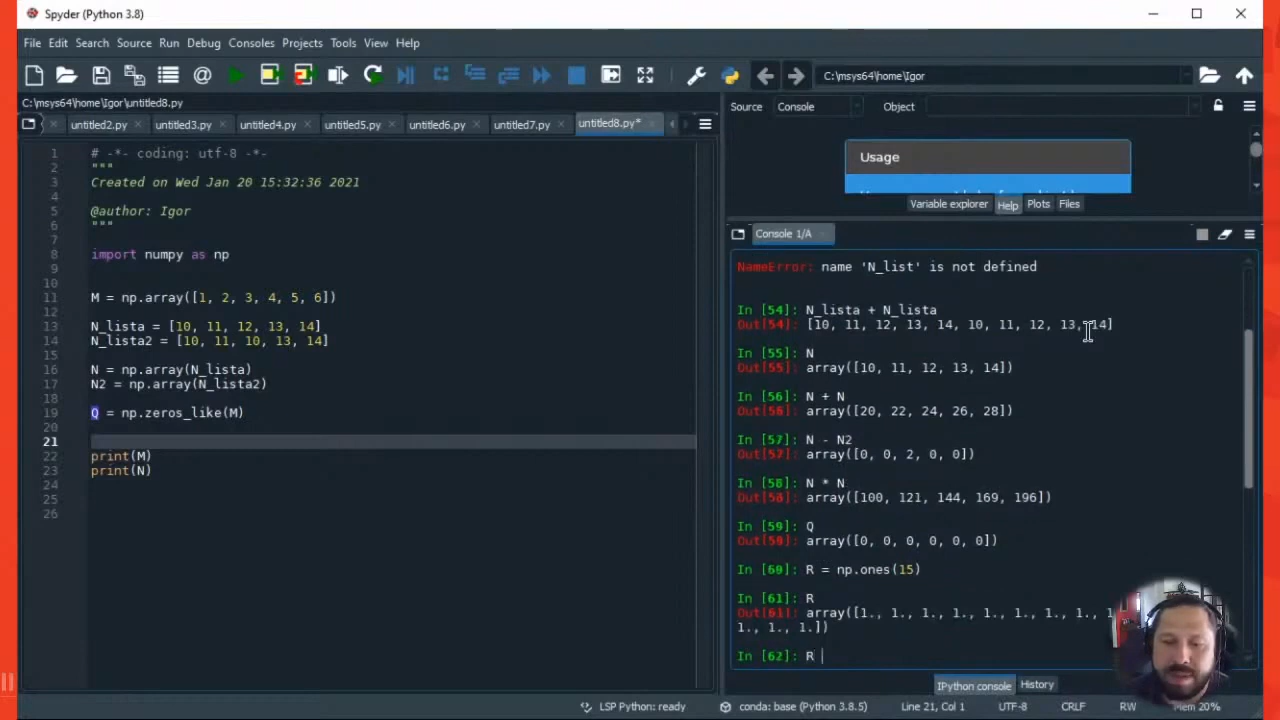 Spyder (Python 3.8)
File Edit Search Source Run Debug Consoles Projects Tools View Help
C:\msys64\home\Igor
C:\msys64\home\Igor\untitled8.py
Source Console Object
untitled2.py untitled3.py untitled4.py untitled5.py untitled6.py untitled7.py untitled8.py*
1 # -*- coding: utf-8 -*-
2 """
3 Created on Wed Jan 20 15:32:36 2021
4
5 @author: Igor
6 """
7
8 import numpy as np
9
10
11 M = np.array([1, 2, 3, 4, 5, 6])
12
13 N_lista = [10, 11, 12, 13, 14]
14 N_lista2 = [10, 11, 10, 13, 14]
15
16 N = np.array(N_lista)
17 N2 = np.array(N_lista2)
18
19 Q = np.zeros_like(M)
20
21
22 print(M)
23 print(N)
24
25
26
Usage
Variable explorer Help Plots Files
Console 1/A
NameError: name 'N_list' is not defined
In [54]: N_lista + N_lista
Out[54]: [10, 11, 12, 13, 14, 10, 11, 12, 13, 14]
In [55]: N
Out[55]: array([10, 11, 12, 13, 14])
In [56]: N + N
Out[56]: array([20, 22, 24, 26, 28])
In [57]: N - N2
Out[57]: array([0, 0, 2, 0, 0])
In [58]: N * N
Out[58]: array([100, 121, 144, 169, 196])
In [59]: Q
Out[59]: array([0, 0, 0, 0, 0, 0])
In [60]: R = np.ones(15)
In [61]: R
Out[61]: array([1., 1., 1., 1., 1., 1., 1., 1., 1
1., 1., 1.])
In [62]: R
IPython console History
LSP Python: ready conda: base (Python 3.8.5) Line 21, Col 1 UTF-8 CRLF RW Mem 20%